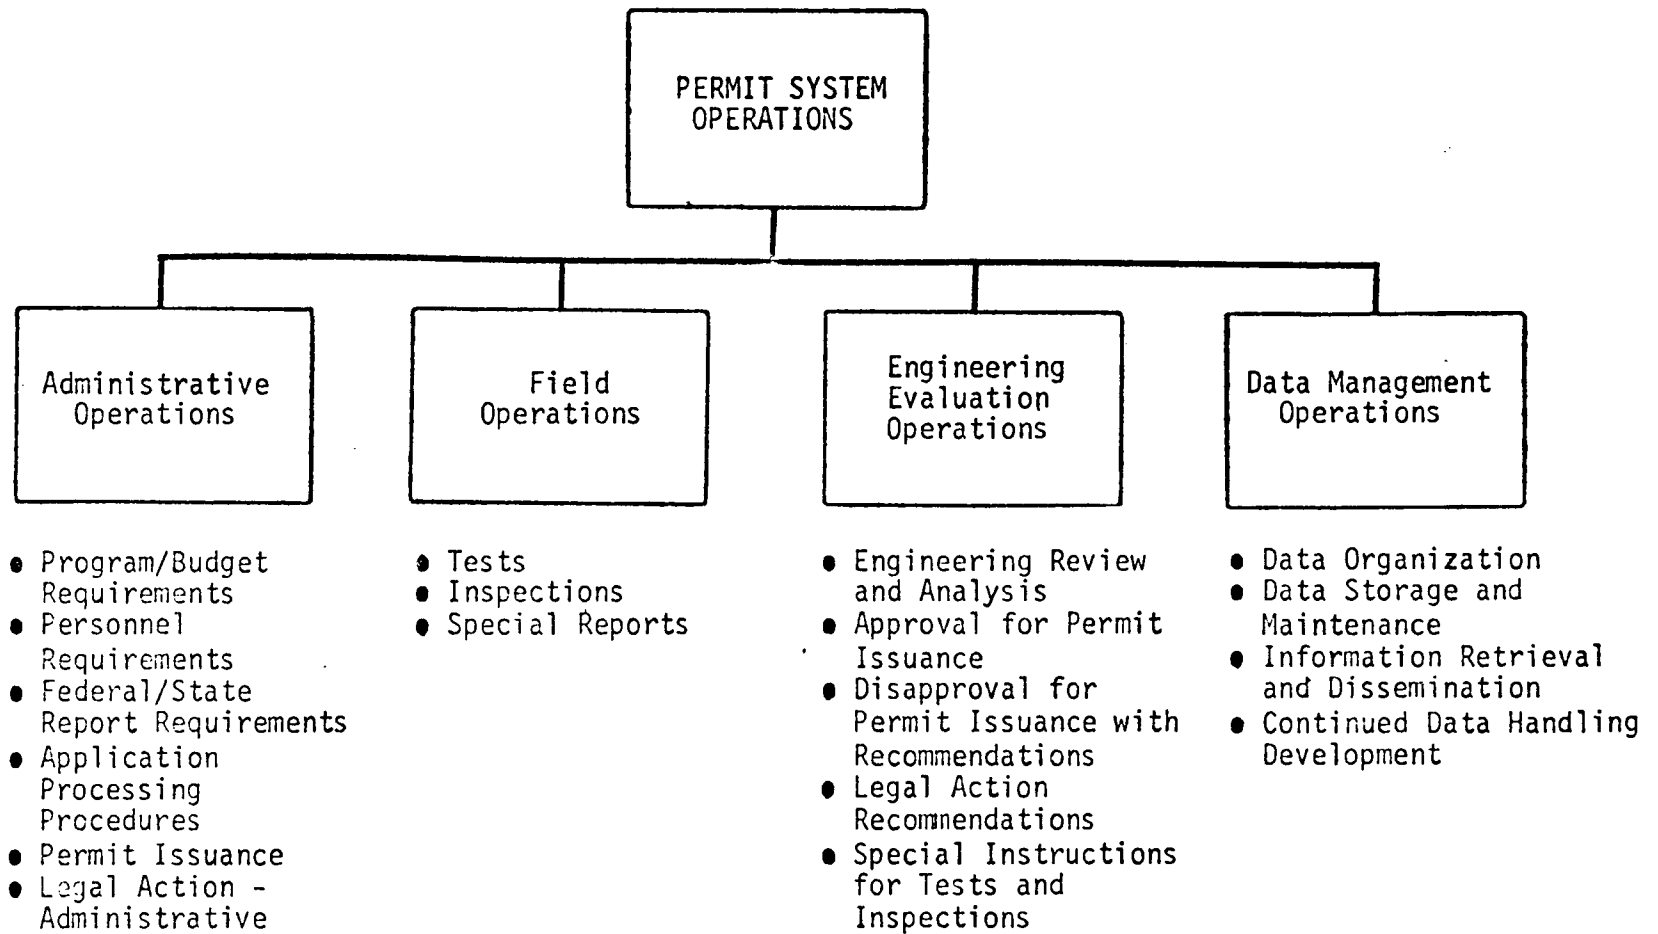 PERMIT SYSTEM
OPERATIONS
Administrative
Operations
Field
Operations
Engineering
Evaluation
Operations
Data Management
Operations
● Program/Budget
Requirements
● Personnel
Requirements
● Federal/State
Report Requirements
● Application
Processing
Procedures
● Permit Issuance
● Legal Action -
Administrative
● Tests
● Inspections
● Special Reports
● Engineering Review
and Analysis
● Approval for Permit
Issuance
● Disapproval for
Permit Issuance with
Recommendations
● Legal Action
Recommendations
● Special Instructions
for Tests and
Inspections
● Data Organization
● Data Storage and
Maintenance
● Information Retrieval
and Dissemination
● Continued Data Handling
Development